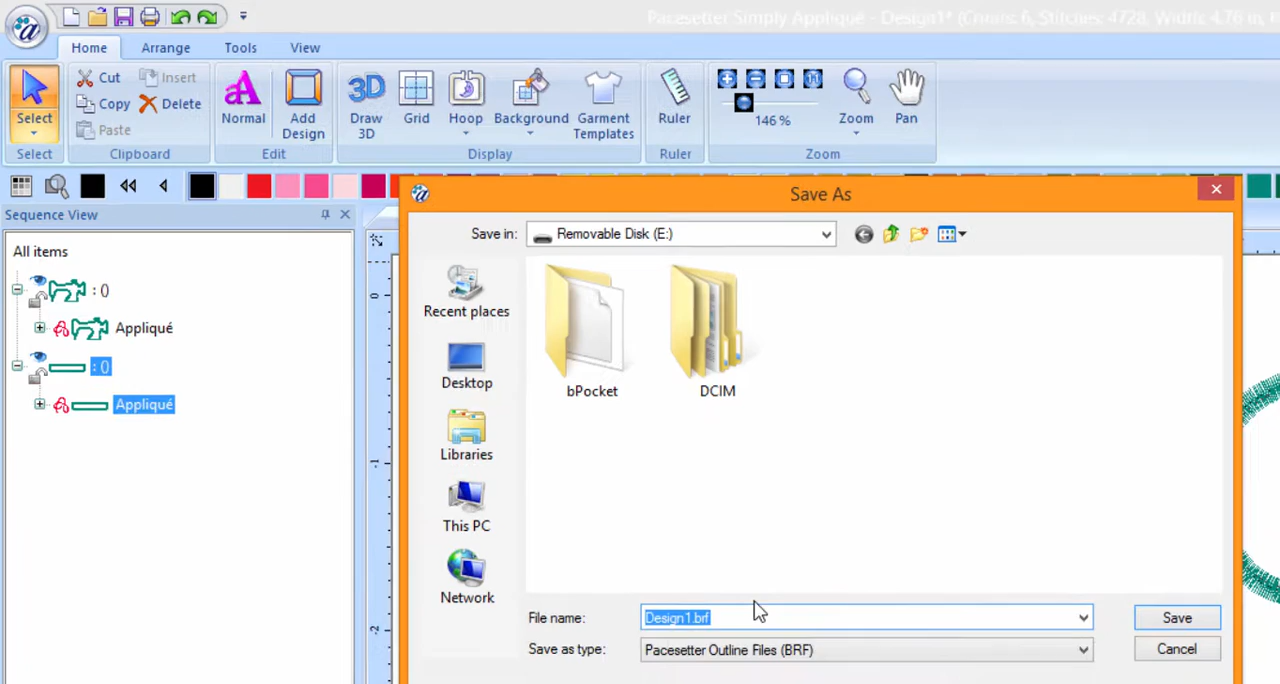 Pacesetter Simply Appliqué - Design1* (Colors: 6, Stitches: 4728, Width: 4.78 in,
Home Arrange Tools View
Select
Cut
Copy
Paste
Insert
Delete
Normal
Add
Design
Draw
3D
Grid
Hoop
Background
Garment
Templates
Ruler
146 %
Zoom
Pan
Select Clipboard Edit Display Ruler Zoom
Sequence View
Save As
All items
Save in: Removable Disk (E:)
: ()
Appliqué
: ()
Appliqué
Recent places
Desktop
Libraries
This PC
Network
bPocket
DCIM
0
-1
-2
File name: Design1.brf Save
Save as type: Pacesetter Outline Files (BRF) Cancel